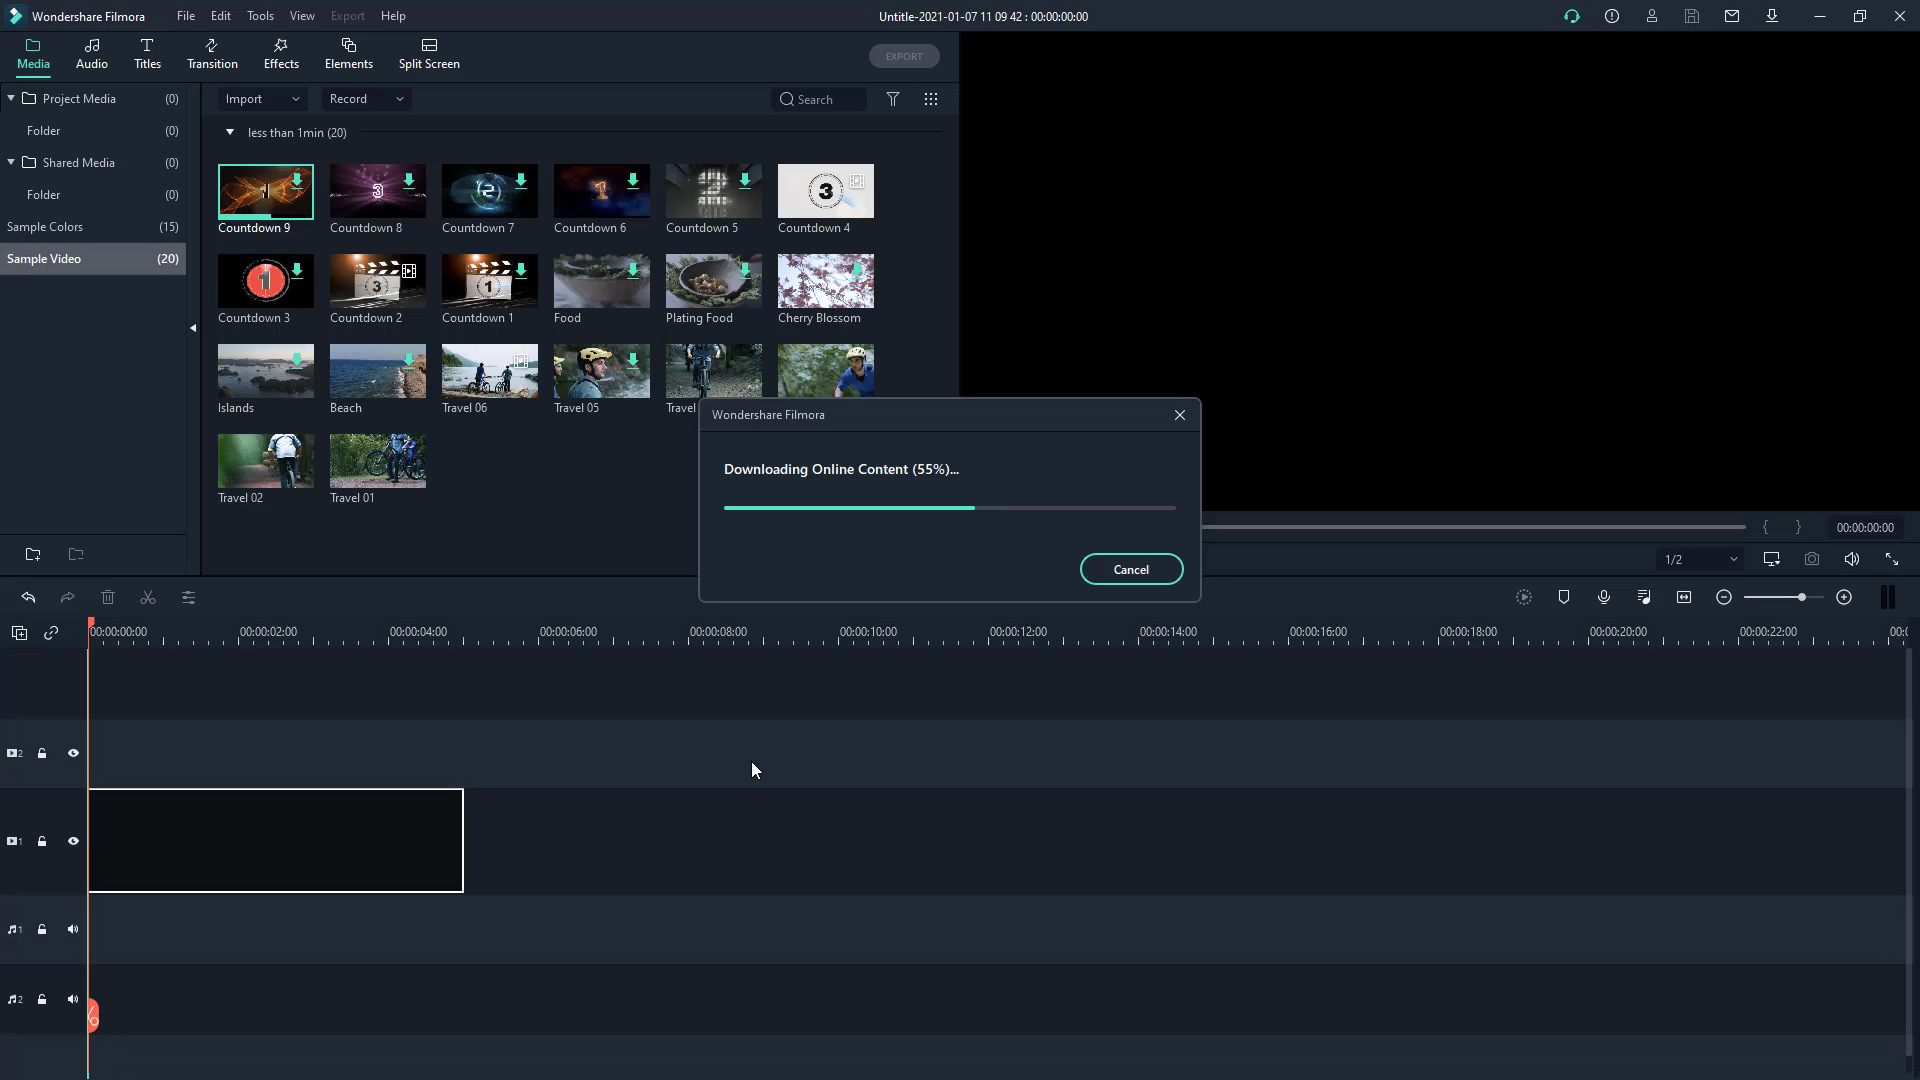 Wondershare Filmora File Edit Tools View Export Help Untitle-2021-01-07 11 09 42 : 00:00:00:00
Media Audio Titles Transition Effects Elements Split Screen EXPORT
Project Media (0) Import Record Search
Folder (0) less than 1min (20)
Shared Media (0)
Folder (0)
Sample Colors (15)
Sample Video (20)
Countdown 9 Countdown 8 Countdown 7 Countdown 6 Countdown 5 Countdown 4
Countdown 3 Countdown 2 Countdown 1 Food Plating Food Cherry Blossom
Islands Beach Travel 06 Travel 05 Travel
Travel 02 Travel 01
Wondershare Filmora
Downloading Online Content (55%)...
Cancel
00:00:00:00
1/2
00:00:00:00 00:00:02:00 00:00:04:00 00:00:06:00 00:00:08:00 00:00:10:00 00:00:12:00 00:00:14:00 00:00:16:00 00:00:18:00 00:00:20:00 00:00:22:00 00:0
2
1
1
2